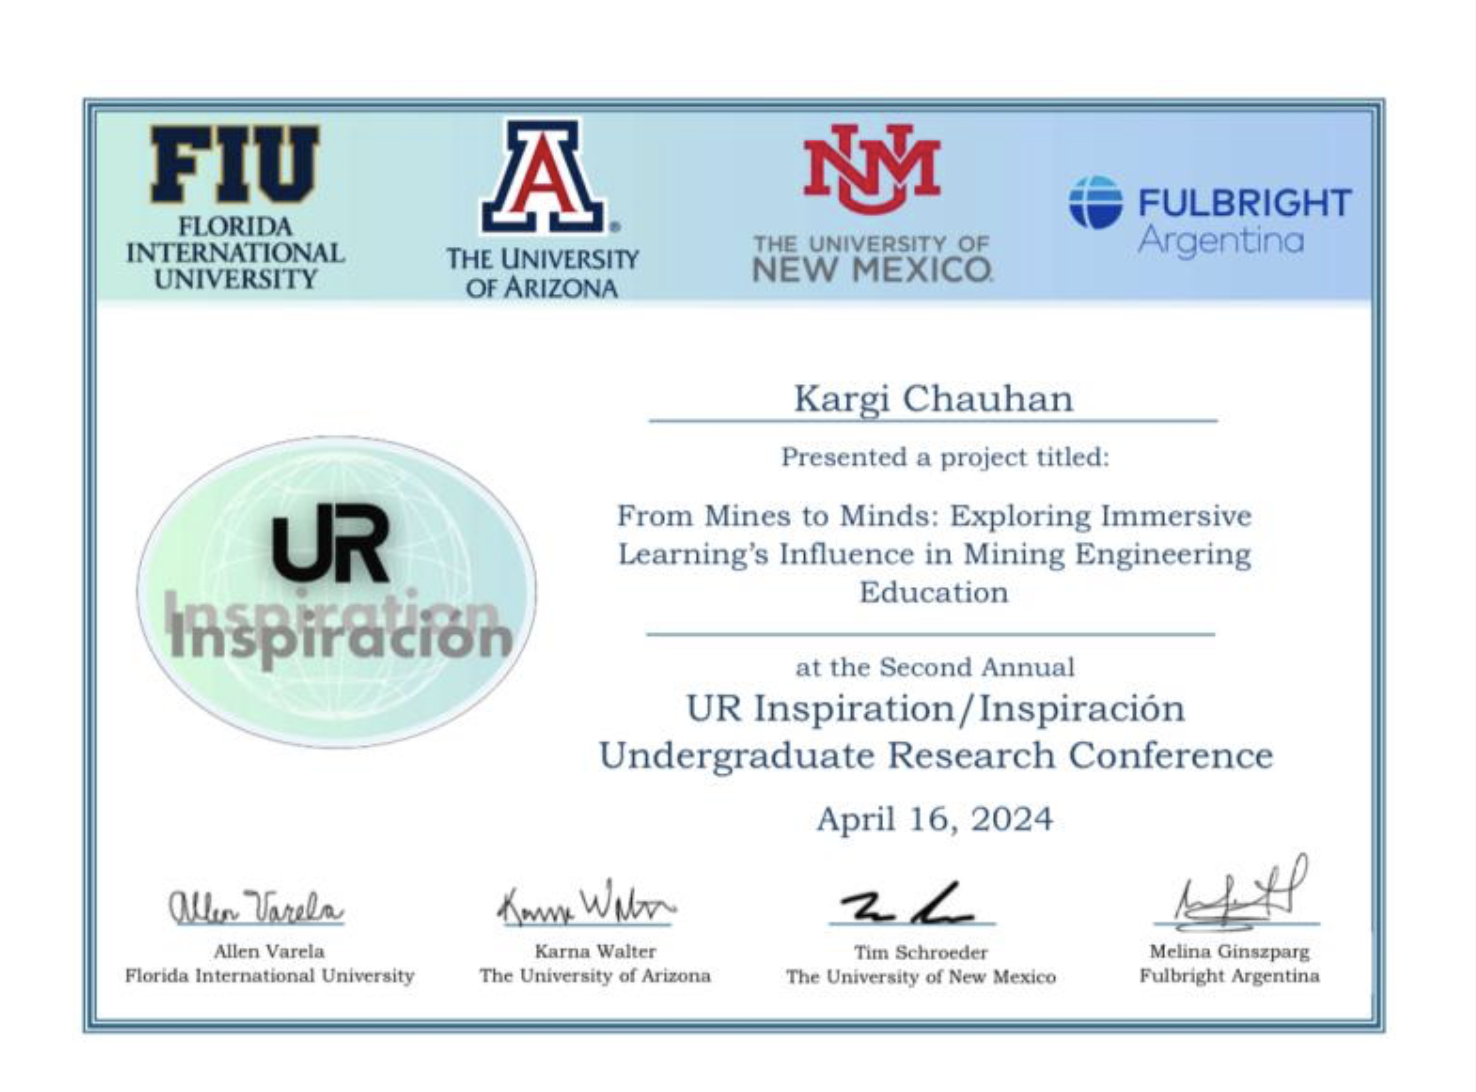 FIU
FLORIDA
INTERNATIONAL
UNIVERSITY
A
THE UNIVERSITY
OF ARIZONA
NM
THE UNIVERSITY OF
NEW MEXICO
FULBRIGHT
Argentina
UR
Inspiration
Inspiración
Kargi Chauhan
Presented a project titled:
From Mines to Minds: Exploring Immersive
Learning's Influence in Mining Engineering
Education
at the Second Annual
UR Inspiration/Inspiración
Undergraduate Research Conference
April 16, 2024
Allen Varela
Allen Varela
Florida International University
Karna Walter
Karna Walter
The University of Arizona
Tim Schroeder
The University of New Mexico
Melina Ginszparg
Fulbright Argentina